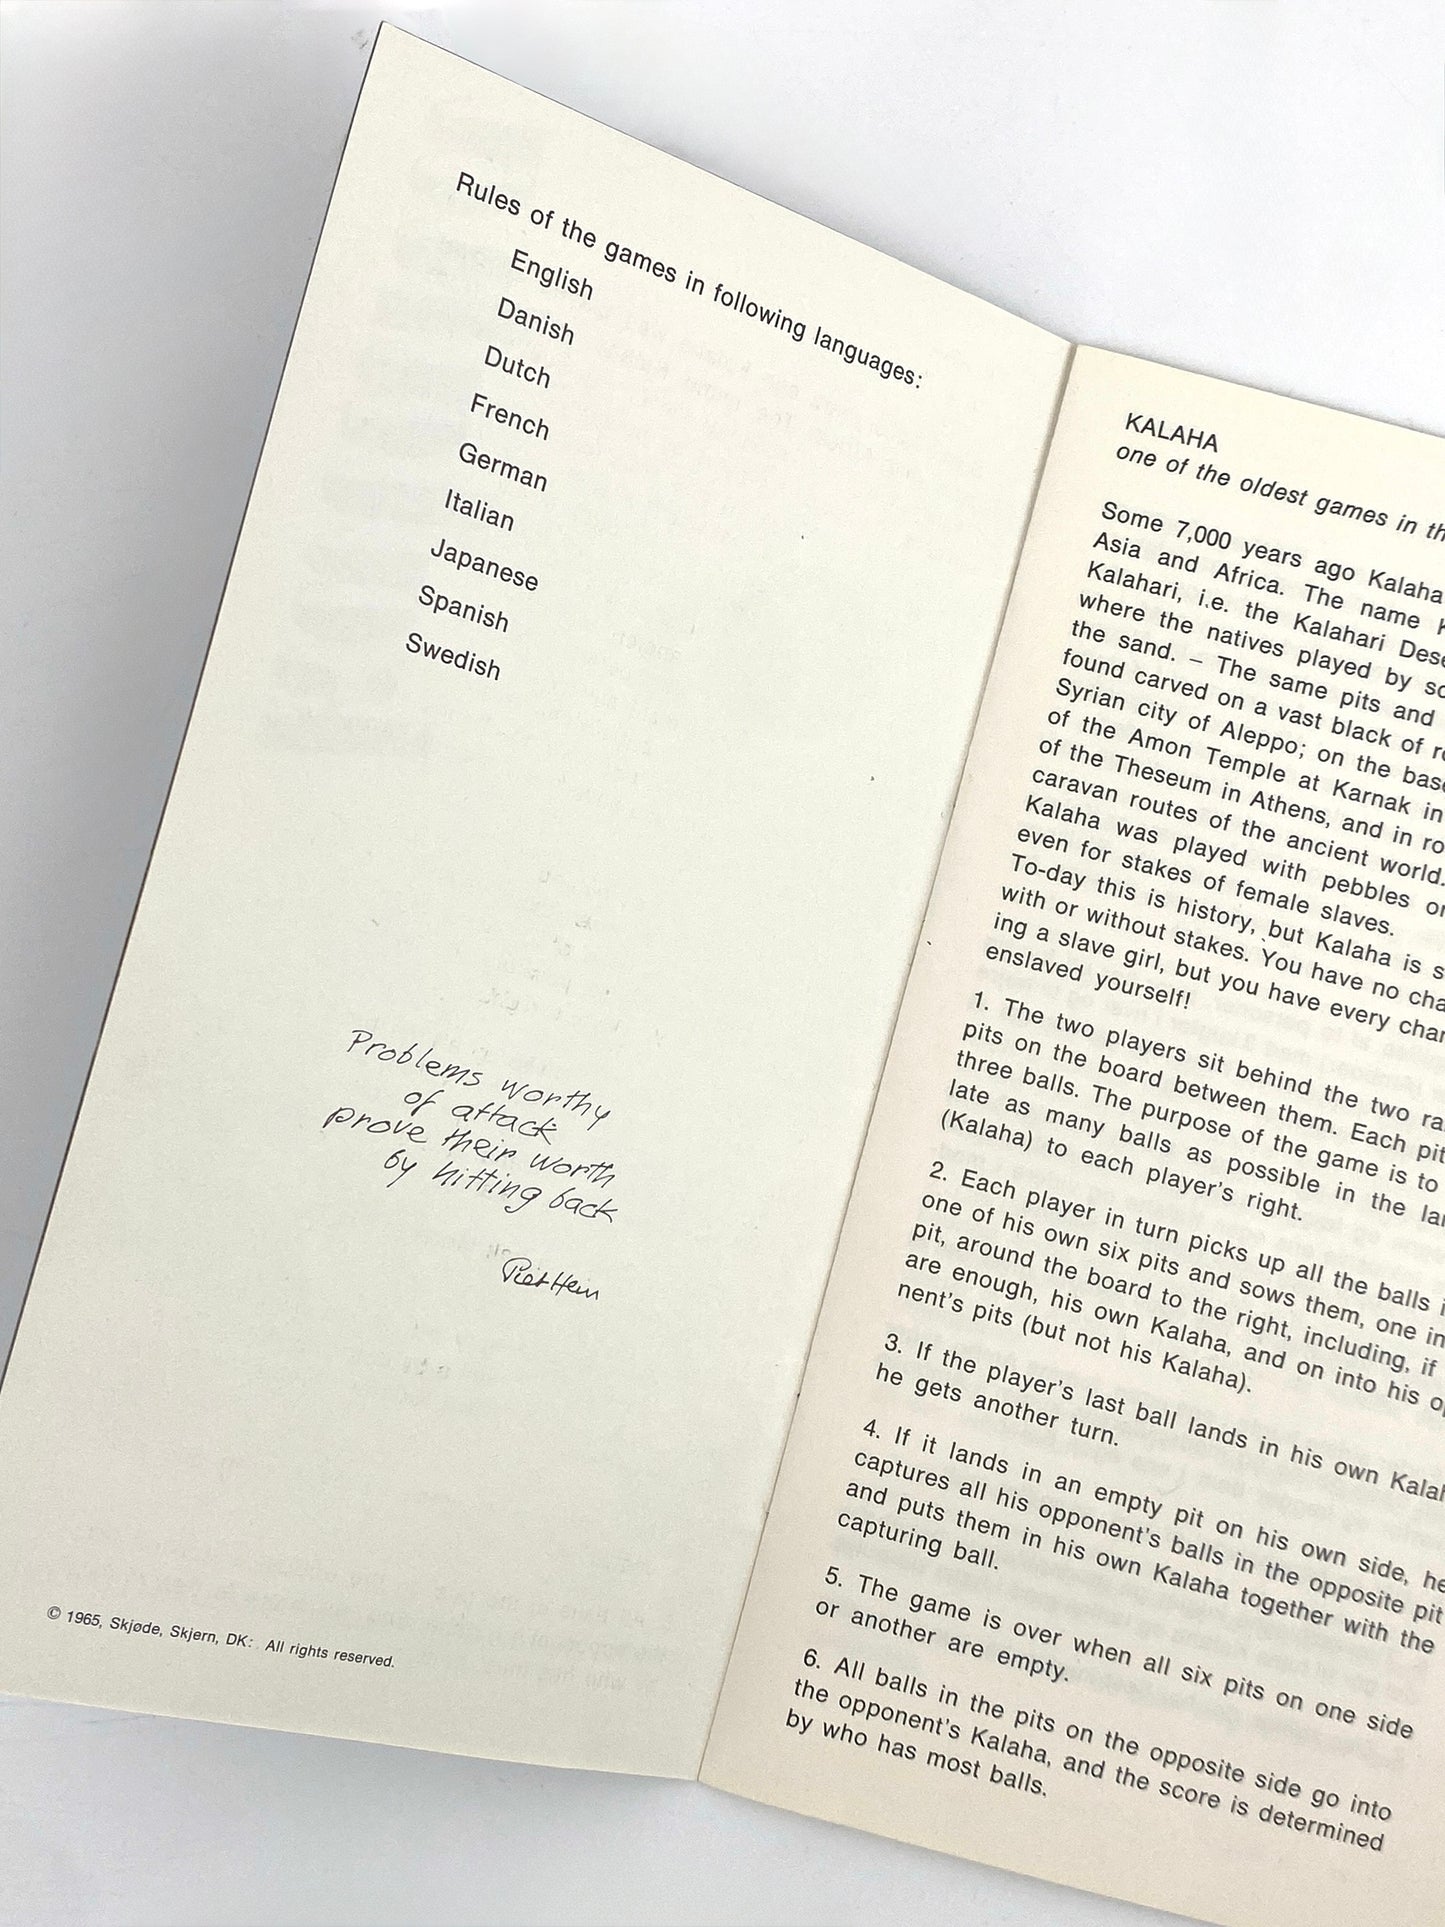 Rules of the games in following languages:
English
Danish
Dutch
French
German
Italian
Japanese
Spanish
Swedish
Problems worthy
of attack
prove their worth
by hitting back
Piet Hein
© 1965, Skjøde, Skjern, DK: All rights reserved.
KALAHA
one of the oldest games in
Some 7,000 years ago Kalaha
Asia and Africa. The name
Kalahari, i.e. the Kalahari
where the natives played by
the sand. – The same pits and
found carved on a vast black of
Syrian city of Aleppo; on the
of the Amon Temple at Karnak in
of the Theseum in Athens, and in
caravan routes of the ancient world.
Kalaha was played with pebbles
even for stakes of female slaves.
To-day this is history, but Kalaha is
with or without stakes. You have no
ing a slave girl, but you have every
enslaved yourself!
1. The two players sit behind the two
pits on the board between them. Each pit
three balls. The purpose of the game is to
late as many balls as possible in the
(Kalaha) to each player's right.
2. Each player in turn picks up all the balls
one of his own six pits and sows them, one
pit, around the board to the right, including, if
are enough, his own Kalaha, and on into his
nent's pits (but not his Kalaha).
3. If the player's last ball lands in his own
he gets another turn.
4. If it lands in an empty pit on his own side, he
captures all his opponent's balls in the opposite pit
and puts them in his own Kalaha together with the
capturing ball.
5. The game is over when all six pits on one side
or another are empty.
6. All balls in the pits on the opposite side go into
the opponent's Kalaha, and the score is determined
by who has most balls.